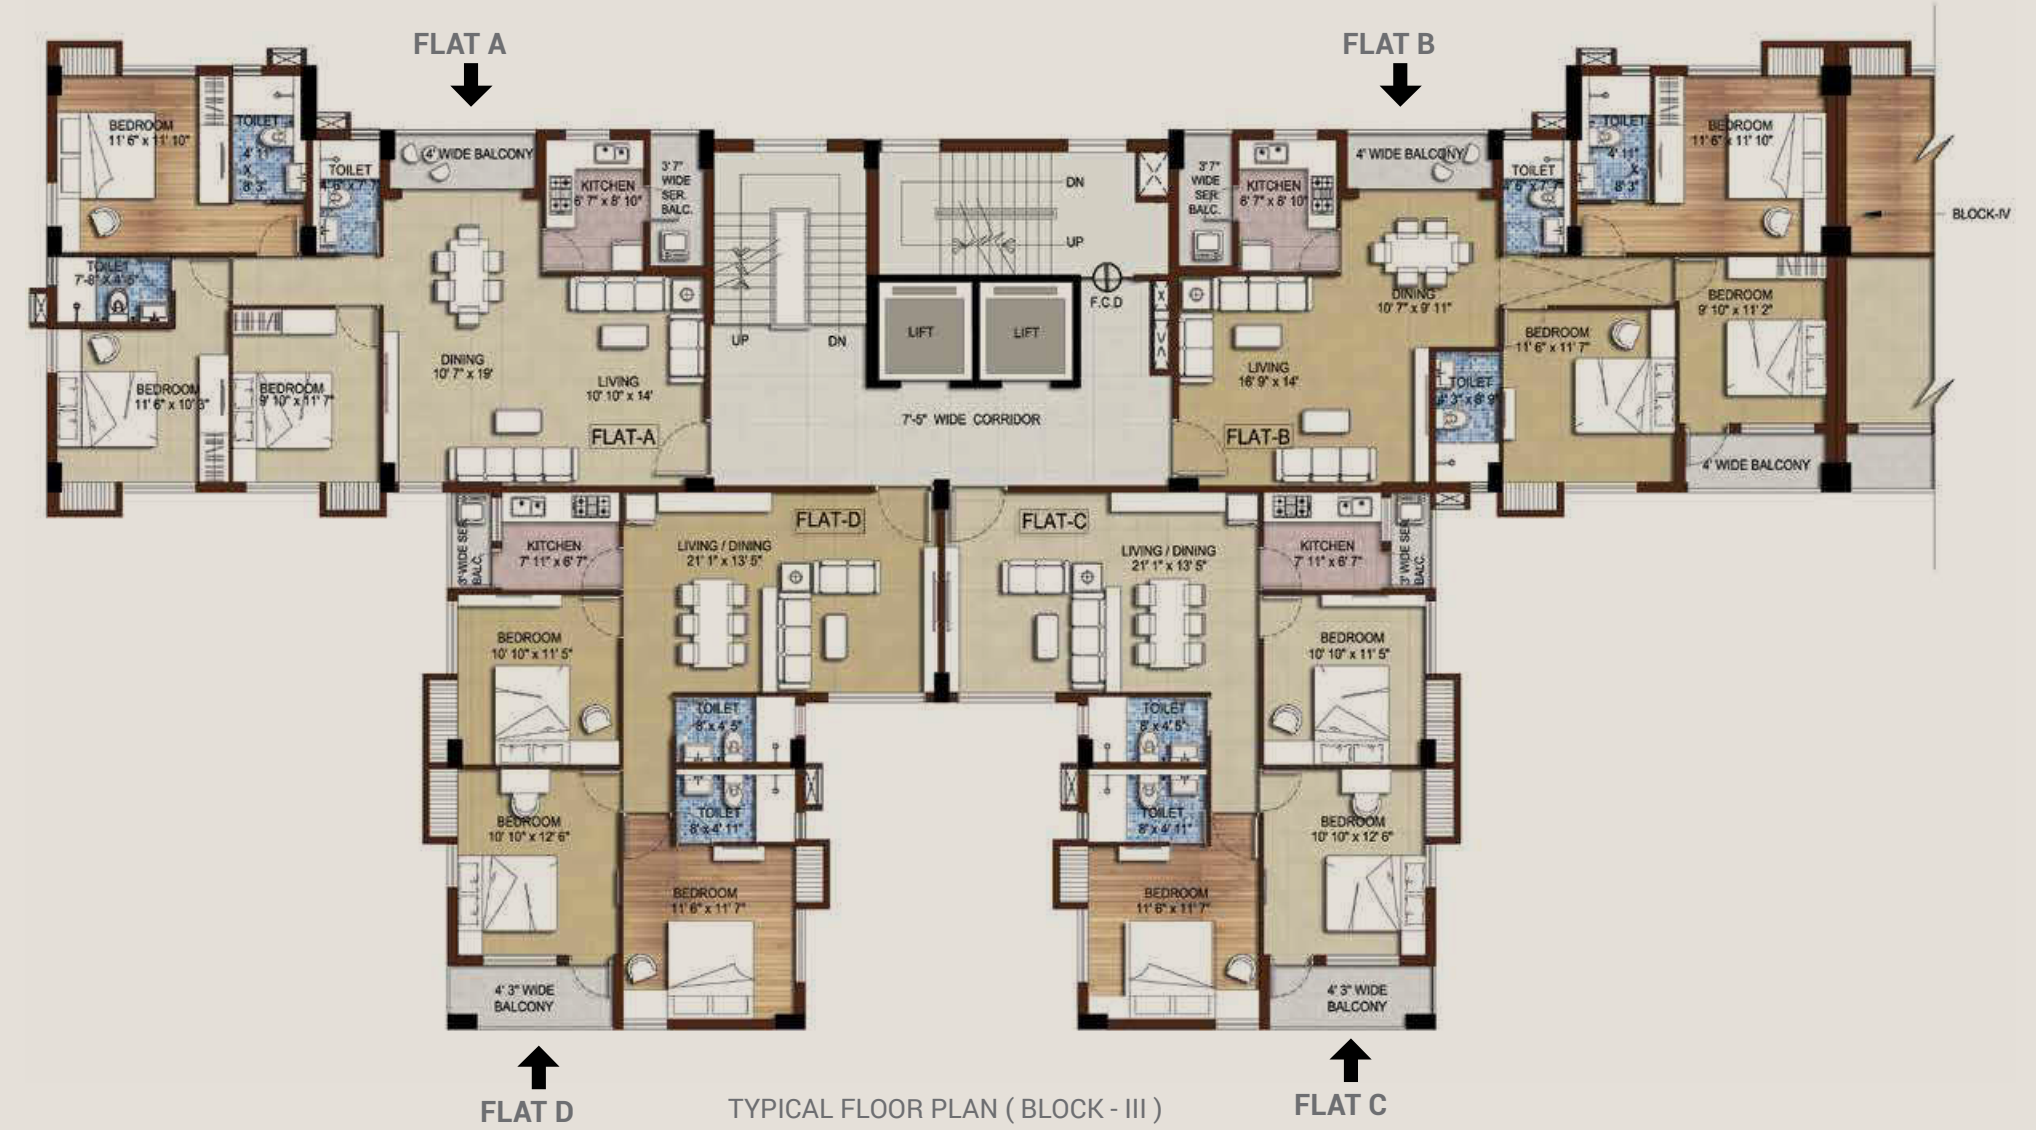 FLAT A
FLAT B
BEDROOM
11' 6" x 11' 10"
TOILET
4' 11"
X
8' 3"
TOILET
4' 6" x 7' 7"
4' WIDE BALCONY
KITCHEN
6' 7" x 8' 10"
3' 7"
WIDE
SER.
BALC.
DN
UP
3' 7"
WIDE
SER.
BALC.
KITCHEN
6' 7" x 8' 10"
4' WIDE BALCONY
TOILET
4' 6" x 7' 7"
TOILET
4' 11"
X
8' 3"
BEDROOM
11' 6" x 11' 10"
BLOCK-IV
TOILET
7'-8" X 4'-5"
BEDROOM
11' 6" x 10' 3"
BEDROOM
9' 10" x 11' 7"
DINING
10' 7" x 19'
LIVING
10' 10" x 14'
FLAT-A
UP
DN
LIFT
LIFT
F.C.D
7'-5" WIDE CORRIDOR
LIVING
16' 9" x 14'
FLAT-B
DINING
10' 7" x 9' 11"
TOILET
4' 3" x 8' 9"
BEDROOM
11' 6" x 11' 7"
BEDROOM
9' 10" x 11' 2"
4' WIDE BALCONY
3' WIDE SER.
BALC.
KITCHEN
7' 11" x 6' 7"
LIVING / DINING
21' 1" x 13' 5"
FLAT-D
FLAT-C
LIVING / DINING
21' 1" x 13' 5"
KITCHEN
7' 11" x 6' 7"
3' WIDE SER.
BALC.
BEDROOM
10' 10" x 11' 5"
TOILET
8' x 4' 5"
TOILET
8' x 4' 5"
BEDROOM
10' 10" x 11' 5"
BEDROOM
10' 10" x 12' 6"
TOILET
8' x 4' 11"
TOILET
8' x 4' 11"
BEDROOM
10' 10" x 12' 6"
BEDROOM
11' 6" x 11' 7"
BEDROOM
11' 6" x 11' 7"
4' 3" WIDE
BALCONY
4' 3" WIDE
BALCONY
FLAT D
TYPICAL FLOOR PLAN ( BLOCK - III )
FLAT C